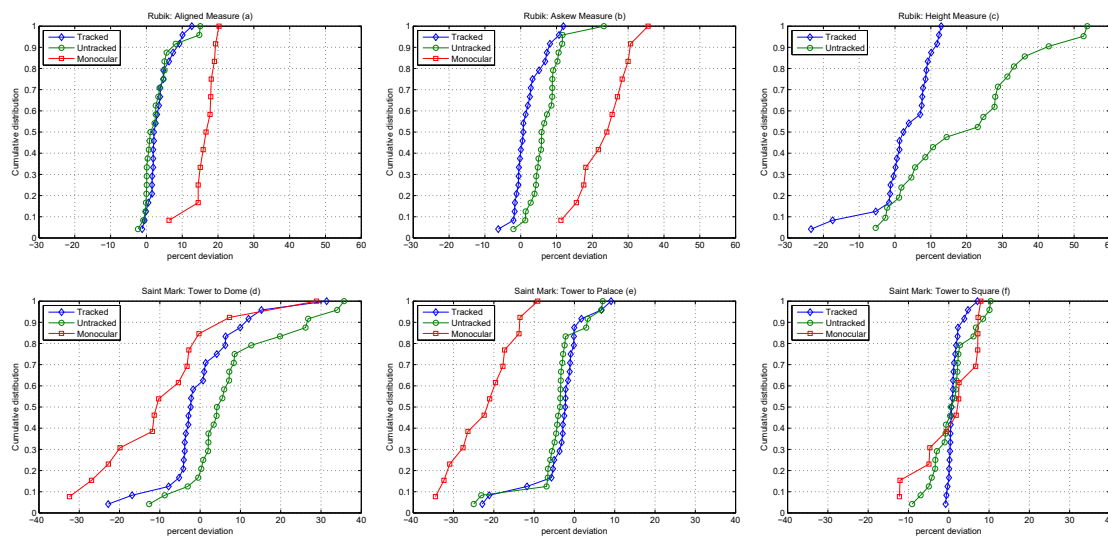 Rubik: Aligned Measure (a)
Tracked
Untracked
Monocular
Cumulative distribution
1
0.9
0.8
0.7
0.6
0.5
0.4
0.3
0.2
0.1
0
−30 −20 −10 0 10 20 30 40 50 60
percent deviation
Rubik: Askew Measure (b)
Tracked
Untracked
Monocular
Cumulative distribution
1
0.9
0.8
0.7
0.6
0.5
0.4
0.3
0.2
0.1
0
−30 −20 −10 0 10 20 30 40 50 60
percent deviation
Rubik: Height Measure (c)
Tracked
Untracked
Cumulative distribution
1
0.9
0.8
0.7
0.6
0.5
0.4
0.3
0.2
0.1
0
−30 −20 −10 0 10 20 30 40 50 60
percent deviation
Saint Mark: Tower to Dome (d)
Tracked
Untracked
Monocular
Cumulative distribution
1
0.9
0.8
0.7
0.6
0.5
0.4
0.3
0.2
0.1
0
−40 −30 −20 −10 0 10 20 30 40
percent deviation
Saint Mark: Tower to Palace (e)
Tracked
Untracked
Monocular
Cumulative distribution
1
0.9
0.8
0.7
0.6
0.5
0.4
0.3
0.2
0.1
0
−40 −30 −20 −10 0 10 20 30 40
percent deviation
Saint Mark: Tower to Square (f)
Tracked
Untracked
Monocular
Cumulative distribution
1
0.9
0.8
0.7
0.6
0.5
0.4
0.3
0.2
0.1
0
−40 −30 −20 −10 0 10 20 30 40
percent deviation